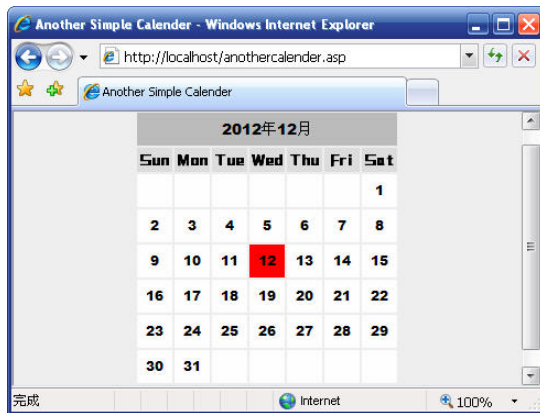 Another Simple Calender - Windows Internet Explorer
http://localhost/anothercalender.asp
Another Simple Calender
2012年12月
Sun Mon Tue Wed Thu Fri Sat
1
2 3 4 5 6 7 8
9 10 11 12 13 14 15
16 17 18 19 20 21 22
23 24 25 26 27 28 29
30 31
完成 Internet 100%